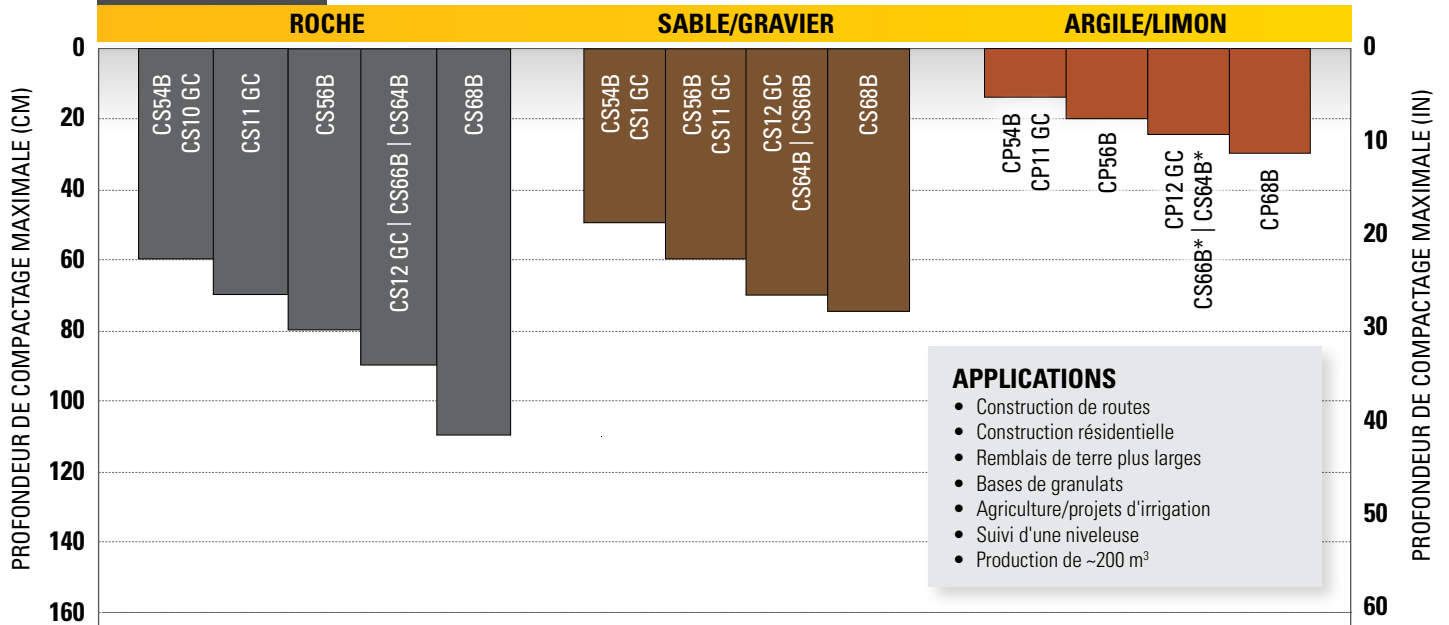 ROCHE
SABLE/GRAVIER
ARGILE/LIMON
PROFONDEUR DE COMPACTAGE MAXIMALE (CM)
0
20
40
60
80
100
120
140
160
CS54B
CS10 GC
CS11 GC
CS56B
CS12 GC | CS66B | CS64B
CS68B
CS54B
CS1 GC
CS56B
CS11 GC
CS12 GC
CS64B | CS66B
CS68B
CP54B
CP11 GC
CP56B
CP12 GC
CS66B* | CS64B*
CP68B
0
10
20
30
40
50
60
PROFONDEUR DE COMPACTAGE MAXIMALE (IN)
APPLICATIONS
• Construction de routes
• Construction résidentielle
• Remblais de terre plus larges
• Bases de granulats
• Agriculture/projets d'irrigation
• Suivi d'une niveleuse
• Production de ~200 m³